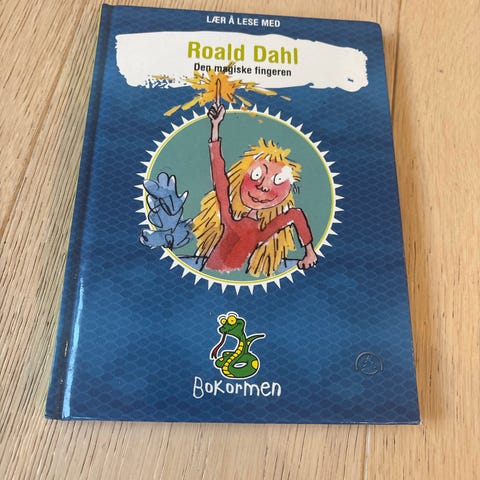 LÆR Å LESE MED
Roald Dahl
Den magiske fingeren
Bokormen